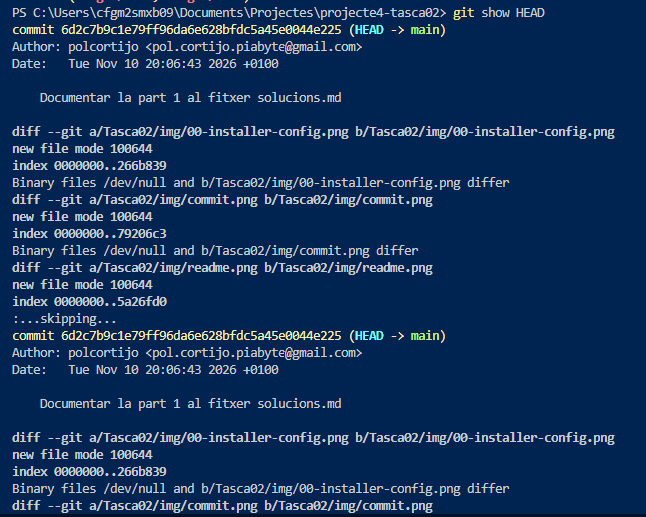 PS C:\Users\cfgm2smxb09\Documents\Projectes\projecte4-tasca02> git show HEAD
commit 6d2c7b9c1e79ff96da6e628bfdc5a45e0044e225 (HEAD -> main)
Author: polcortijo <pol.cortijo.piabyte@gmail.com>
Date:   Tue Nov 10 20:06:43 2026 +0100

    Documentar la part 1 al fitxer solucions.md

diff --git a/Tasca02/img/00-installer-config.png b/Tasca02/img/00-installer-config.png
new file mode 100644
index 0000000..266b839
Binary files /dev/null and b/Tasca02/img/00-installer-config.png differ
diff --git a/Tasca02/img/commit.png b/Tasca02/img/commit.png
new file mode 100644
index 0000000..79206c3
Binary files /dev/null and b/Tasca02/img/commit.png differ
diff --git a/Tasca02/img/readme.png b/Tasca02/img/readme.png
new file mode 100644
index 0000000..5a26fd0
:...skipping...
commit 6d2c7b9c1e79ff96da6e628bfdc5a45e0044e225 (HEAD -> main)
Author: polcortijo <pol.cortijo.piabyte@gmail.com>
Date:   Tue Nov 10 20:06:43 2026 +0100

    Documentar la part 1 al fitxer solucions.md

diff --git a/Tasca02/img/00-installer-config.png b/Tasca02/img/00-installer-config.png
new file mode 100644
index 0000000..266b839
Binary files /dev/null and b/Tasca02/img/00-installer-config.png differ
diff --git a/Tasca02/img/commit.png b/Tasca02/img/commit.png